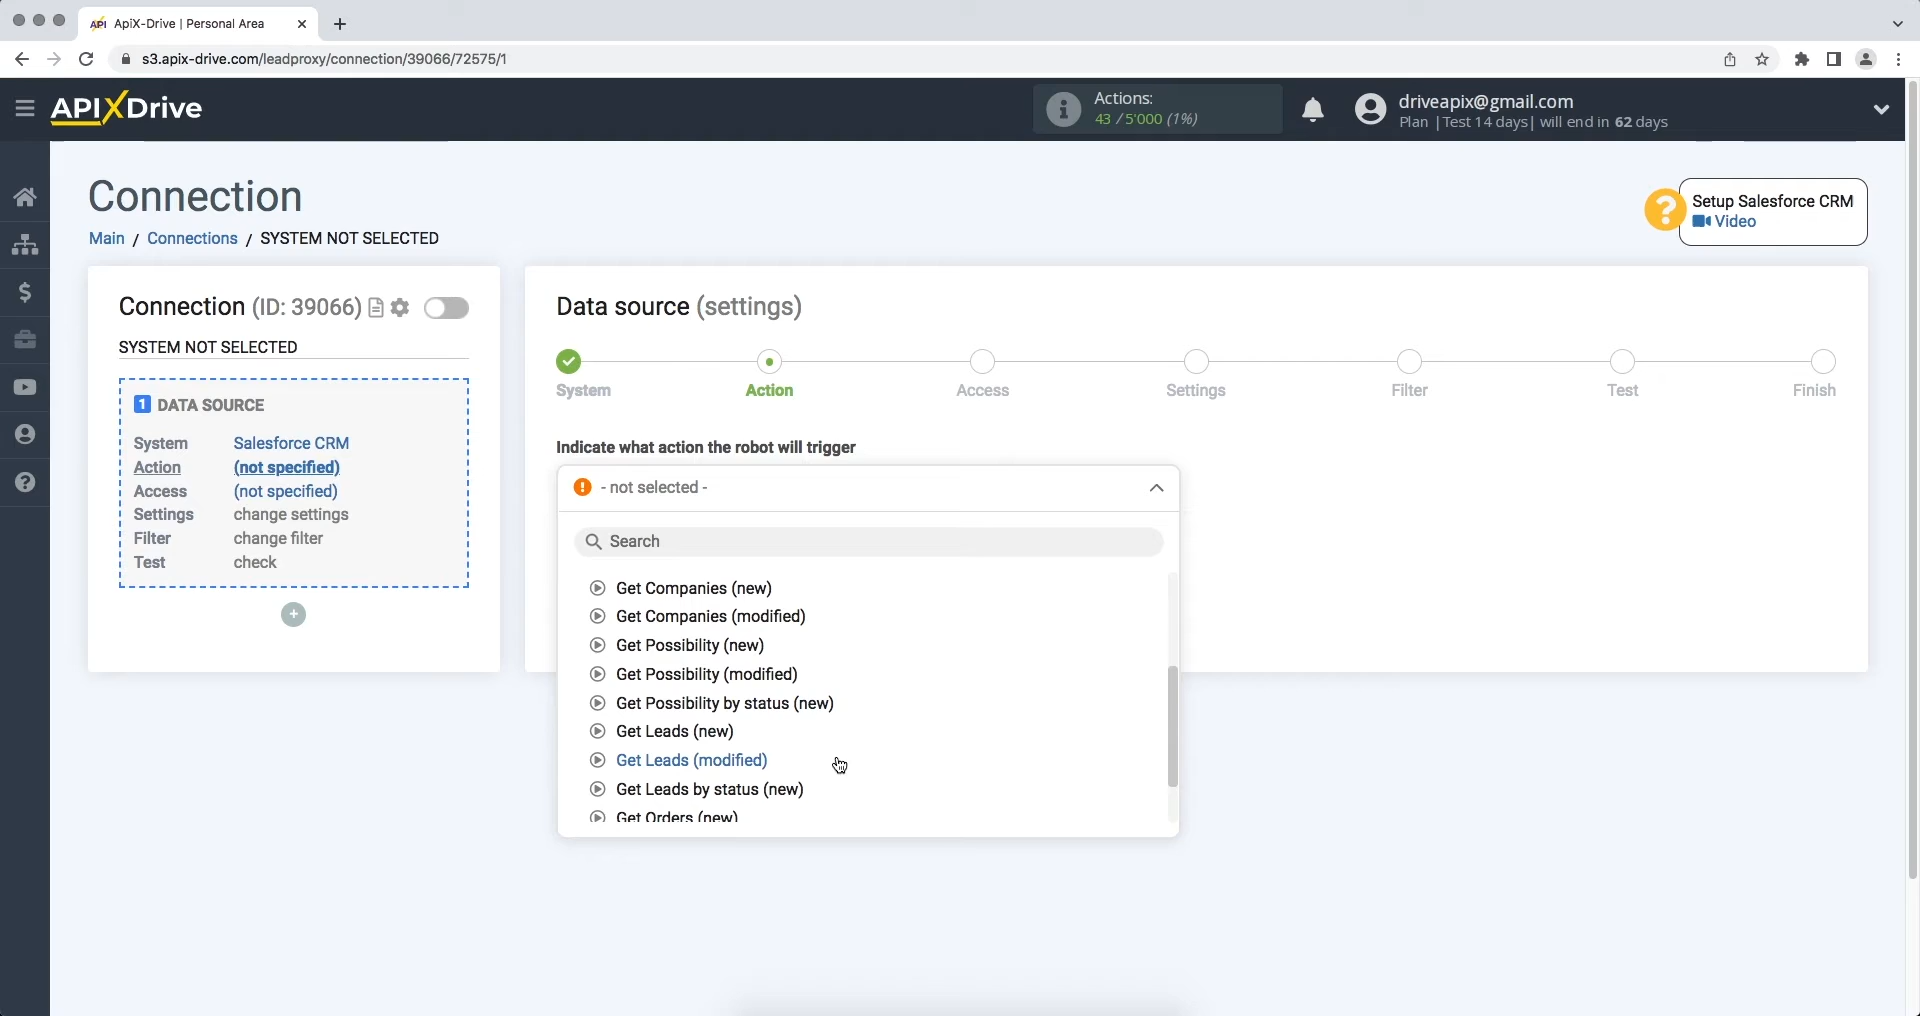 ApiX-Drive | Personal Area
s3.apix-drive.com/leadproxy/connection/39066/72575/1
APIXDrive
Actions:
43 / 5'000 (1%)
driveapix@gmail.com
Plan |Test 14 days| will end in 62 days
Connection
Main / Connections / SYSTEM NOT SELECTED
Setup Salesforce CRM
Video
Connection (ID: 39066)
SYSTEM NOT SELECTED
1 DATA SOURCE
System Salesforce CRM
Action (not specified)
Access (not specified)
Settings change settings
Filter change filter
Test check
Data source (settings)
System Action Access Settings Filter Test Finish
Indicate what action the robot will trigger
- not selected -
Search
Get Companies (new)
Get Companies (modified)
Get Possibility (new)
Get Possibility (modified)
Get Possibility by status (new)
Get Leads (new)
Get Leads (modified)
Get Leads by status (new)
Get Orders (new)